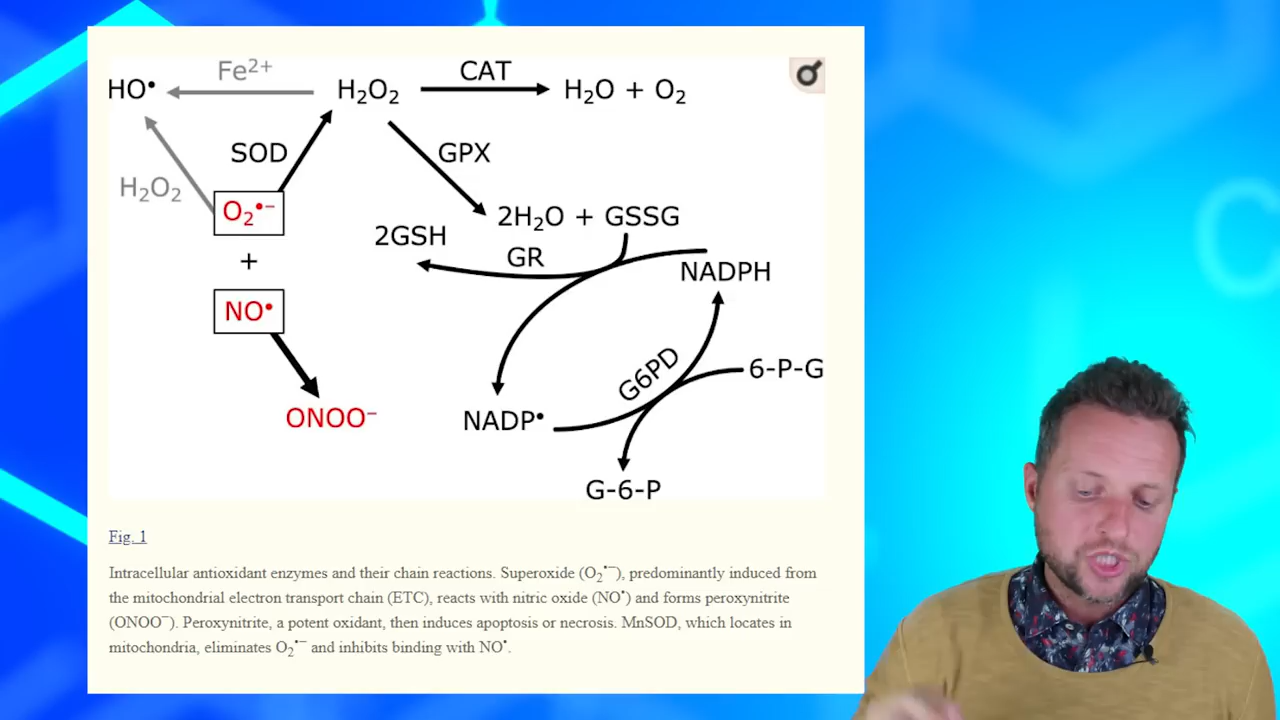 HO• Fe²⁺ H₂O₂ CAT H₂O + O₂
SOD GPX
H₂O₂
O₂•⁻ 2H₂O + GSSG
2GSH
+ GR NADPH
NO•
G6PD 6-P-G
ONOO⁻ NADP•
G-6-P
Fig. 1
Intracellular antioxidant enzymes and their chain reactions. Superoxide (O₂•⁻), predominantly induced from
the mitochondrial electron transport chain (ETC), reacts with nitric oxide (NO•) and forms peroxynitrite
(ONOO⁻). Peroxynitrite, a potent oxidant, then induces apoptosis or necrosis. MnSOD, which locates in
mitochondria, eliminates O₂•⁻ and inhibits binding with NO•.
C